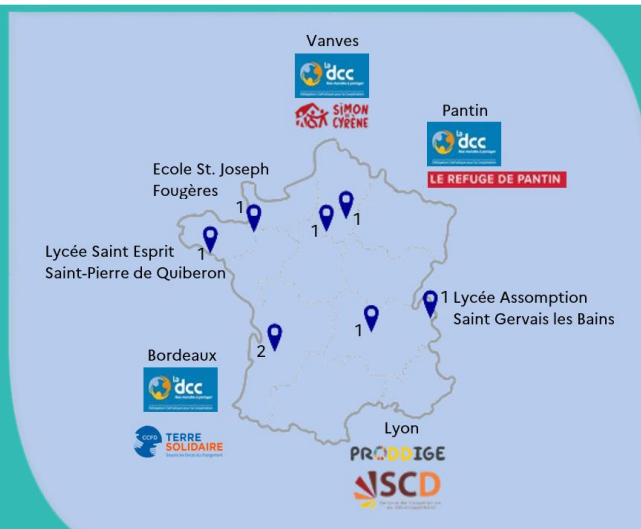 Vanves
la dcc
SIMON
de
CYRÈNE
Pantin
la dcc
LE REFUGE DE PANTIN
Ecole St. Joseph
Fougères
1
1
1
Lycée Saint Esprit
Saint-Pierre de Quiberon
1
1 Lycée Assomption
Saint Gervais les Bains
1
2
Bordeaux
la dcc
CCFD
TERRE
SOLIDAIRE
Lyon
PRODDIGE
SCD